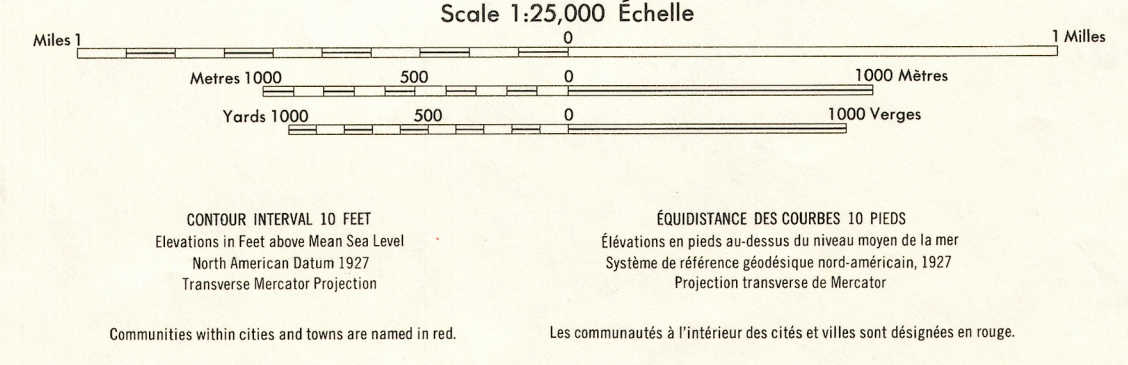 Scale 1:25,000 Échelle
Miles 1 0 1 Milles
Metres 1000 500 0 1000 Mètres
Yards 1000 500 0 1000 Verges
CONTOUR INTERVAL 10 FEET
Elevations in Feet above Mean Sea Level
North American Datum 1927
Transverse Mercator Projection
Communities within cities and towns are named in red.
ÉQUIDISTANCE DES COURBES 10 PIEDS
Élévations en pieds au-dessus du niveau moyen de la mer
Système de référence géodésique nord-américain, 1927
Projection transverse de Mercator
Les communautés à l'intérieur des cités et villes sont désignées en rouge.